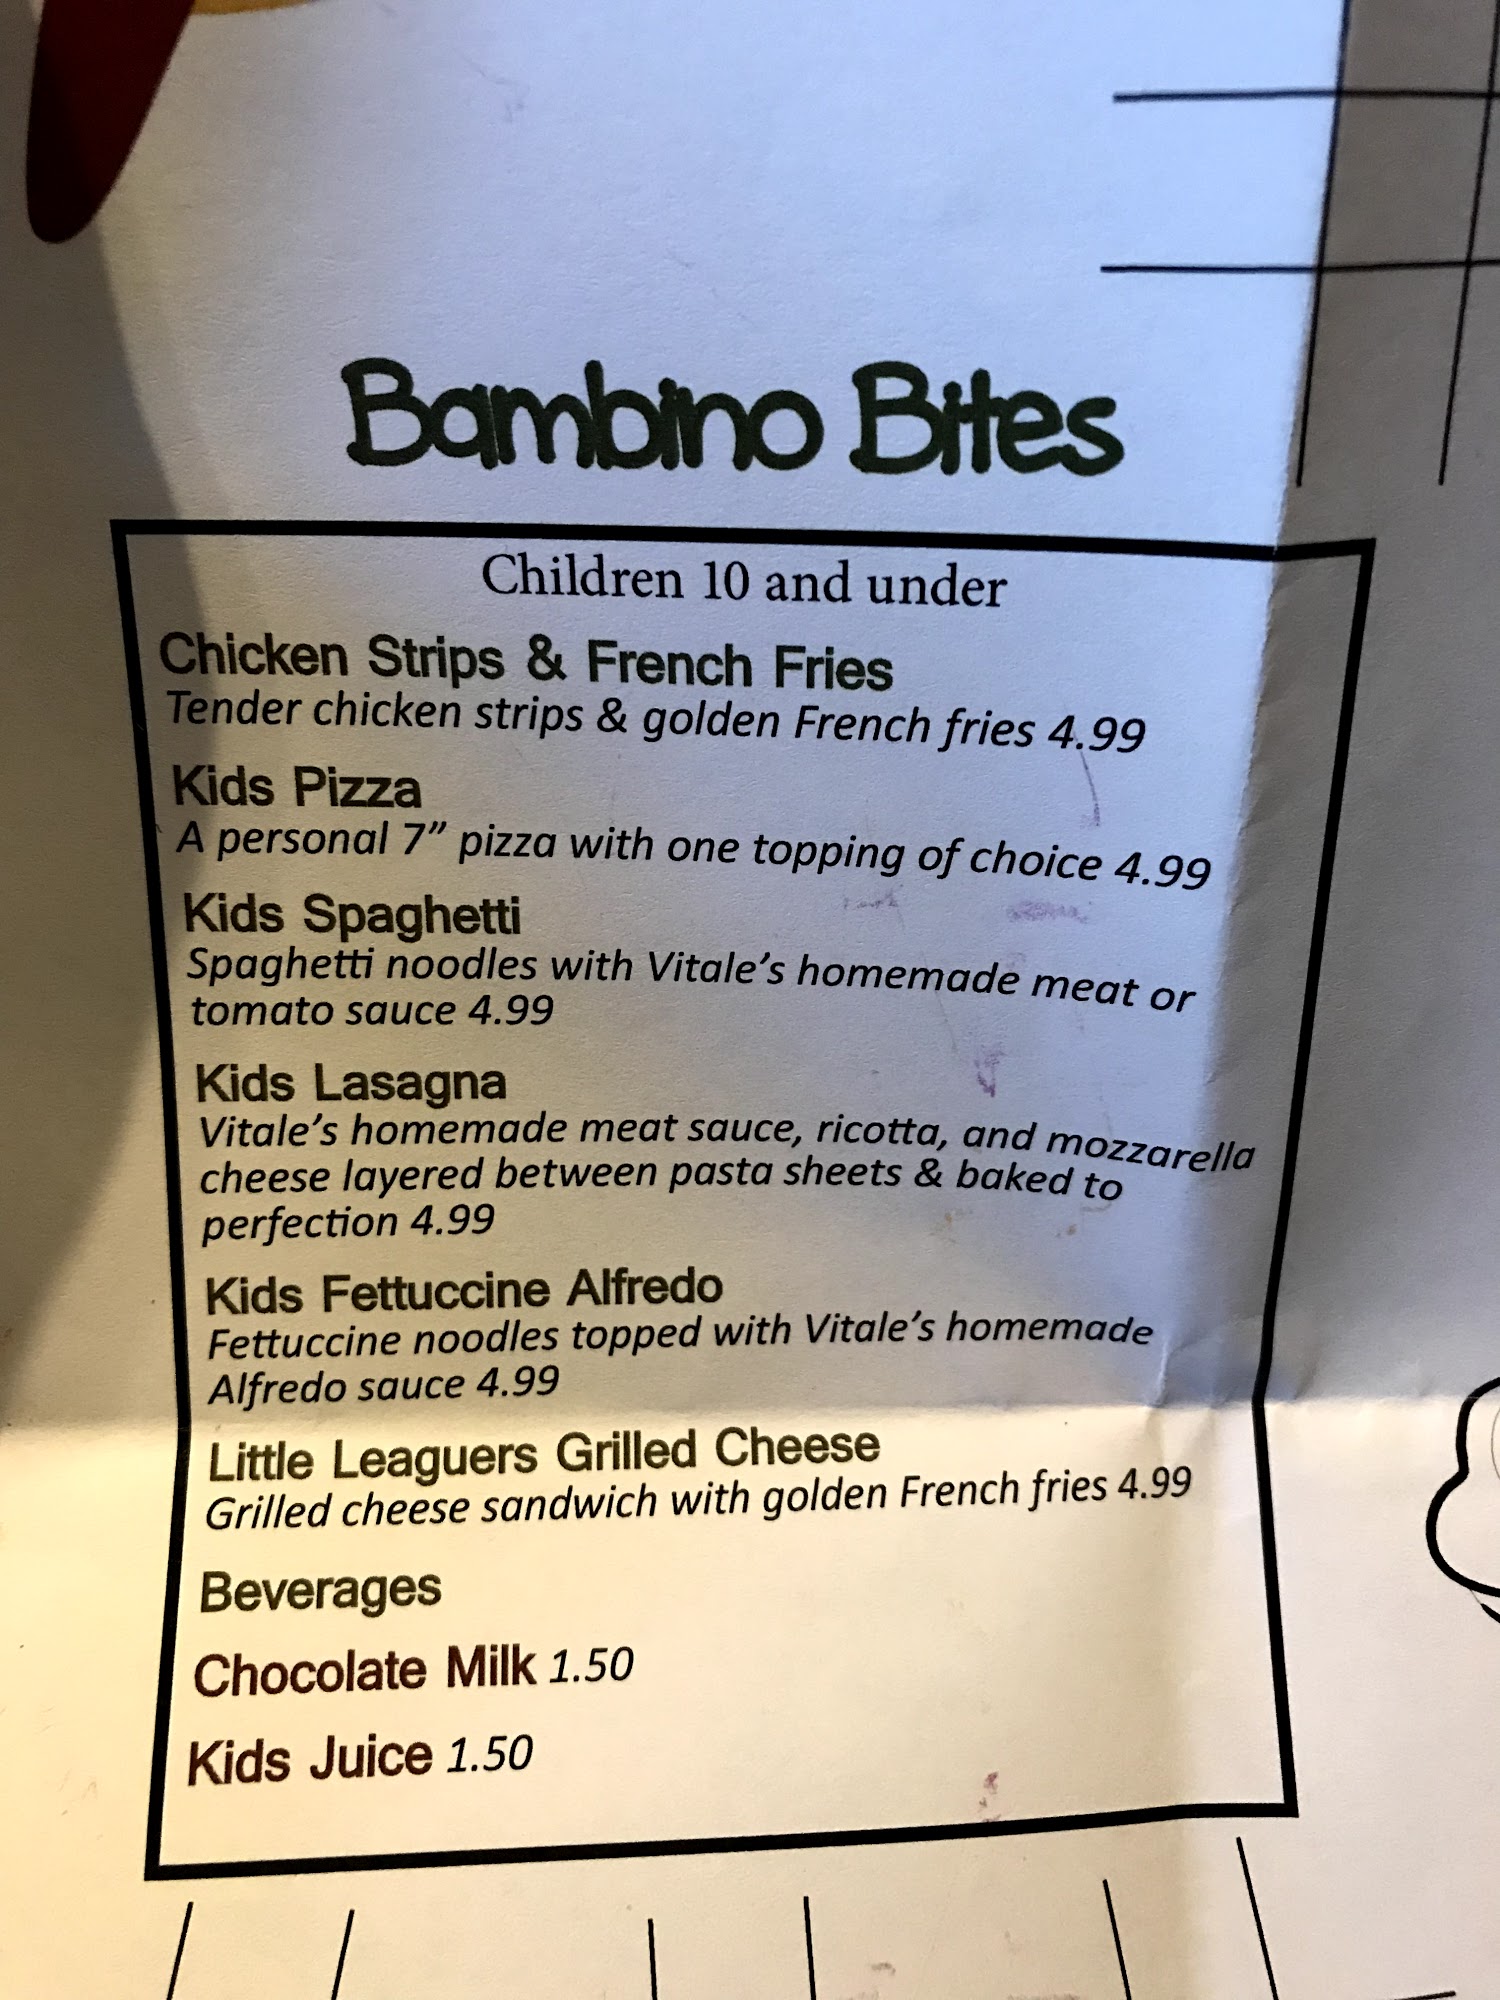 Bambino Bites
Children 10 and under
Chicken Strips & French Fries
Tender chicken strips & golden French fries 4.99
Kids Pizza
A personal 7” pizza with one topping of choice 4.99
Kids Spaghetti
Spaghetti noodles with Vitale’s homemade meat or
tomato sauce 4.99
Kids Lasagna
Vitale’s homemade meat sauce, ricotta, and mozzarella
cheese layered between pasta sheets & baked to
perfection 4.99
Kids Fettuccine Alfredo
Fettuccine noodles topped with Vitale’s homemade
Alfredo sauce 4.99
Little Leaguers Grilled Cheese
Grilled cheese sandwich with golden French fries 4.99
Beverages
Chocolate Milk 1.50
Kids Juice 1.50